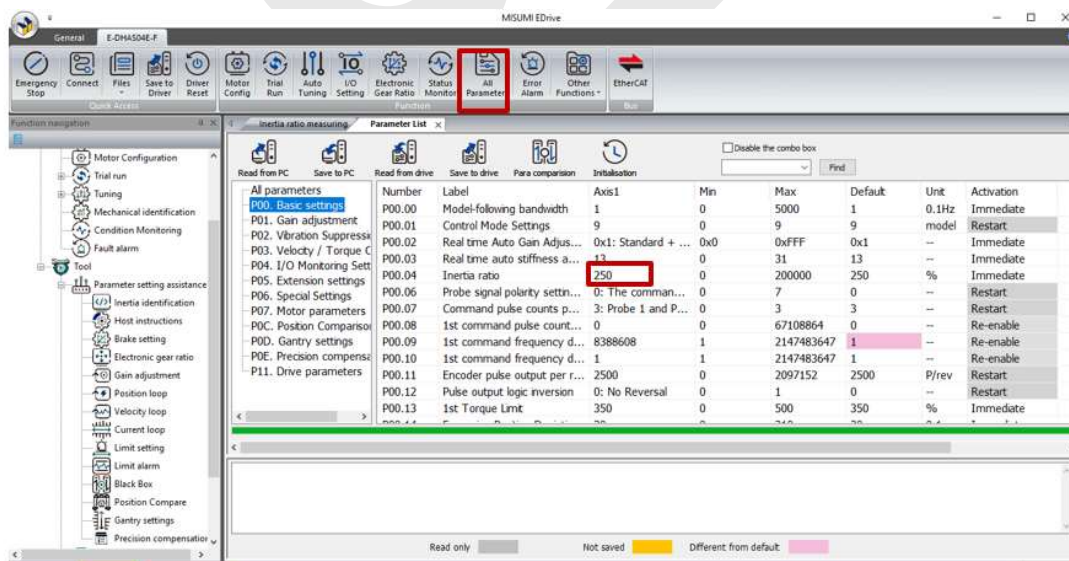 MISUMI EDrive
General E-DHAS04E-F
Emergency Stop Connect Files Save to Driver Driver Reset Motor Config Trial Run Auto Tuning I/O Setting Electronic Gear Ratio Status Monitor All Parameter Error Alarm Other Functions EtherCAT
Quick Access Function Bus
Function navigation
Inertia ratio measuring Parameter List
Motor Configuration
Trial run
Tuning
Mechanical identification
Condition Monitoring
Fault alarm
Tool
Parameter setting assistance
Inertia identification
Host instructions
Brake setting
Electronic gear ratio
Gain adjustment
Position loop
Velocity loop
Current loop
Limit setting
Limit alarm
Black Box
Position Compare
Gantry settings
Precision compensation
Read from PC Save to PC Read from drive Save to drive Para comparision Initialisation
Disable the combo box
Find
All parameters
P00. Basic settings
P01. Gain adjustment
P02. Vibration Suppressi
P03. Velocity / Torque C
P04. I/O Monitoring Sett
P05. Extension settings
P06. Special Settings
P07. Motor parameters
P0C. Position Compariso
P0D. Gantry settings
P0E. Precision compensa
P11. Drive parameters
Number Label Axis1 Min Max Default Unit Activation
P00.00 Model-following bandwidth 1 0 5000 1 0.1Hz Immediate
P00.01 Control Mode Settings 9 0 9 9 model Restart
P00.02 Real time Auto Gain Adjus... 0x1: Standard + ... 0x0 0xFFF 0x1 -- Immediate
P00.03 Real time auto stiffness a... 13 0 31 13 -- Immediate
P00.04 Inertia ratio 250 0 200000 250 % Immediate
P00.06 Probe signal polarity settin... 0: The comman... 0 7 0 -- Restart
P00.07 Command pulse counts p... 3: Probe 1 and P... 0 3 3 -- Restart
P00.08 1st command pulse count... 0 0 67108864 0 -- Re-enable
P00.09 1st command frequency d... 8388608 1 2147483647 1 -- Re-enable
P00.10 1st command frequency d... 1 1 2147483647 1 -- Re-enable
P00.11 Encoder pulse output per r... 2500 0 2097152 2500 P/rev Restart
P00.12 Pulse output logic inversion 0: No Reversal 0 1 0 -- Restart
P00.13 1st Torque Limit 350 0 500 350 % Immediate
Read only Not saved Different from default